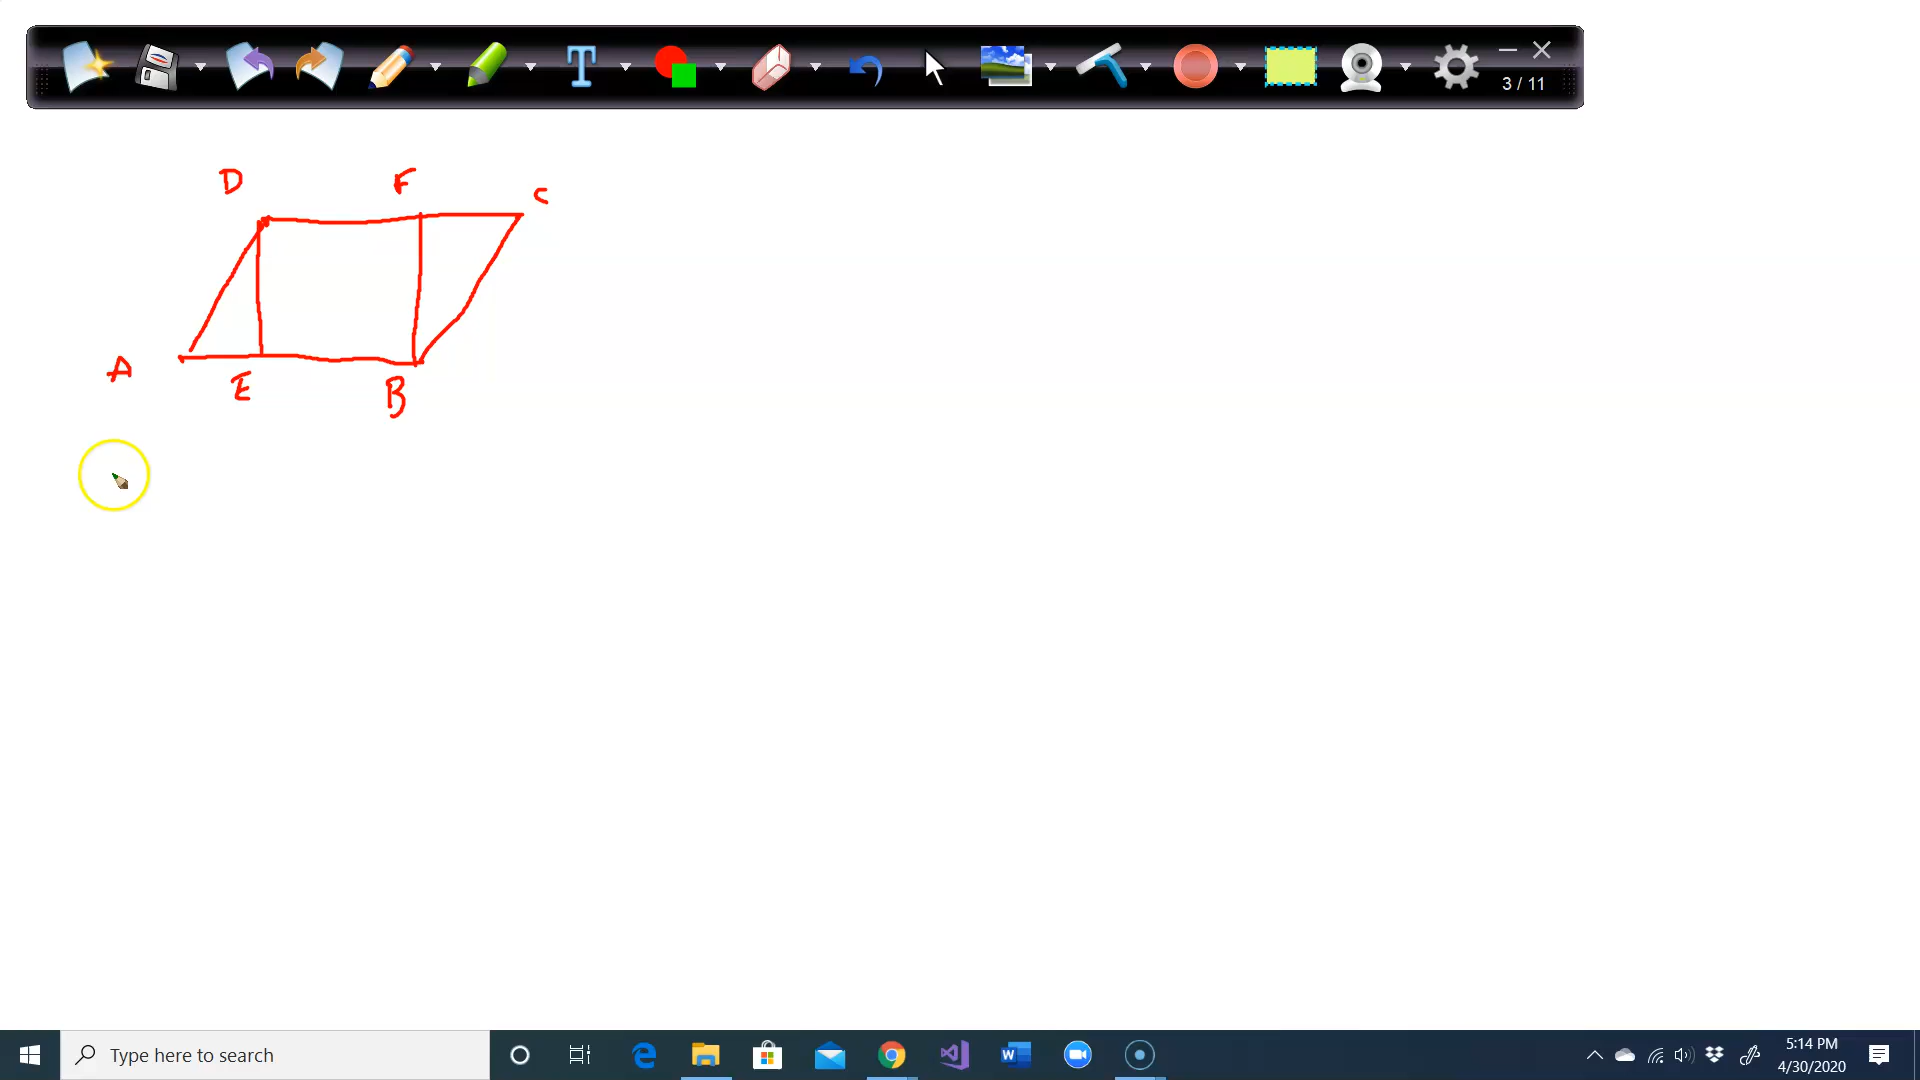 3 / 11
D F C
A E B
Type here to search
5:14 PM
4/30/2020